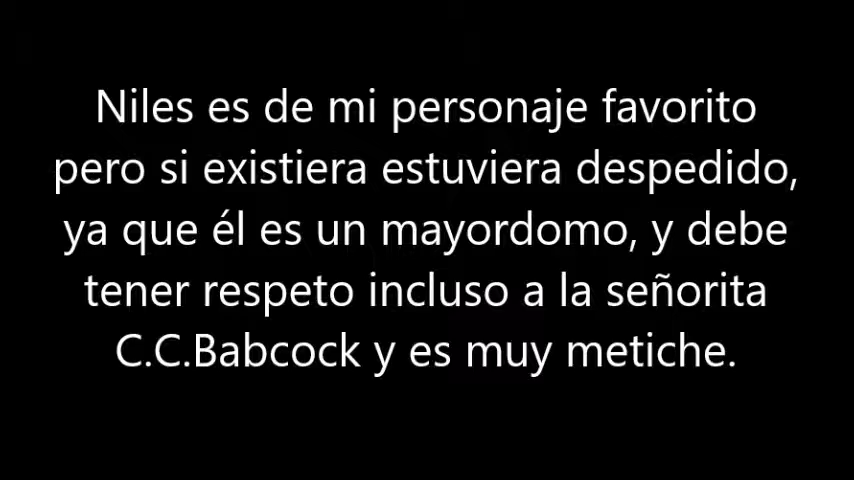 Niles es de mi personaje favorito
pero si existiera estuviera despedido,
ya que él es un mayordomo, y debe
tener respeto incluso a la señorita
C.C.Babcock y es muy metiche.